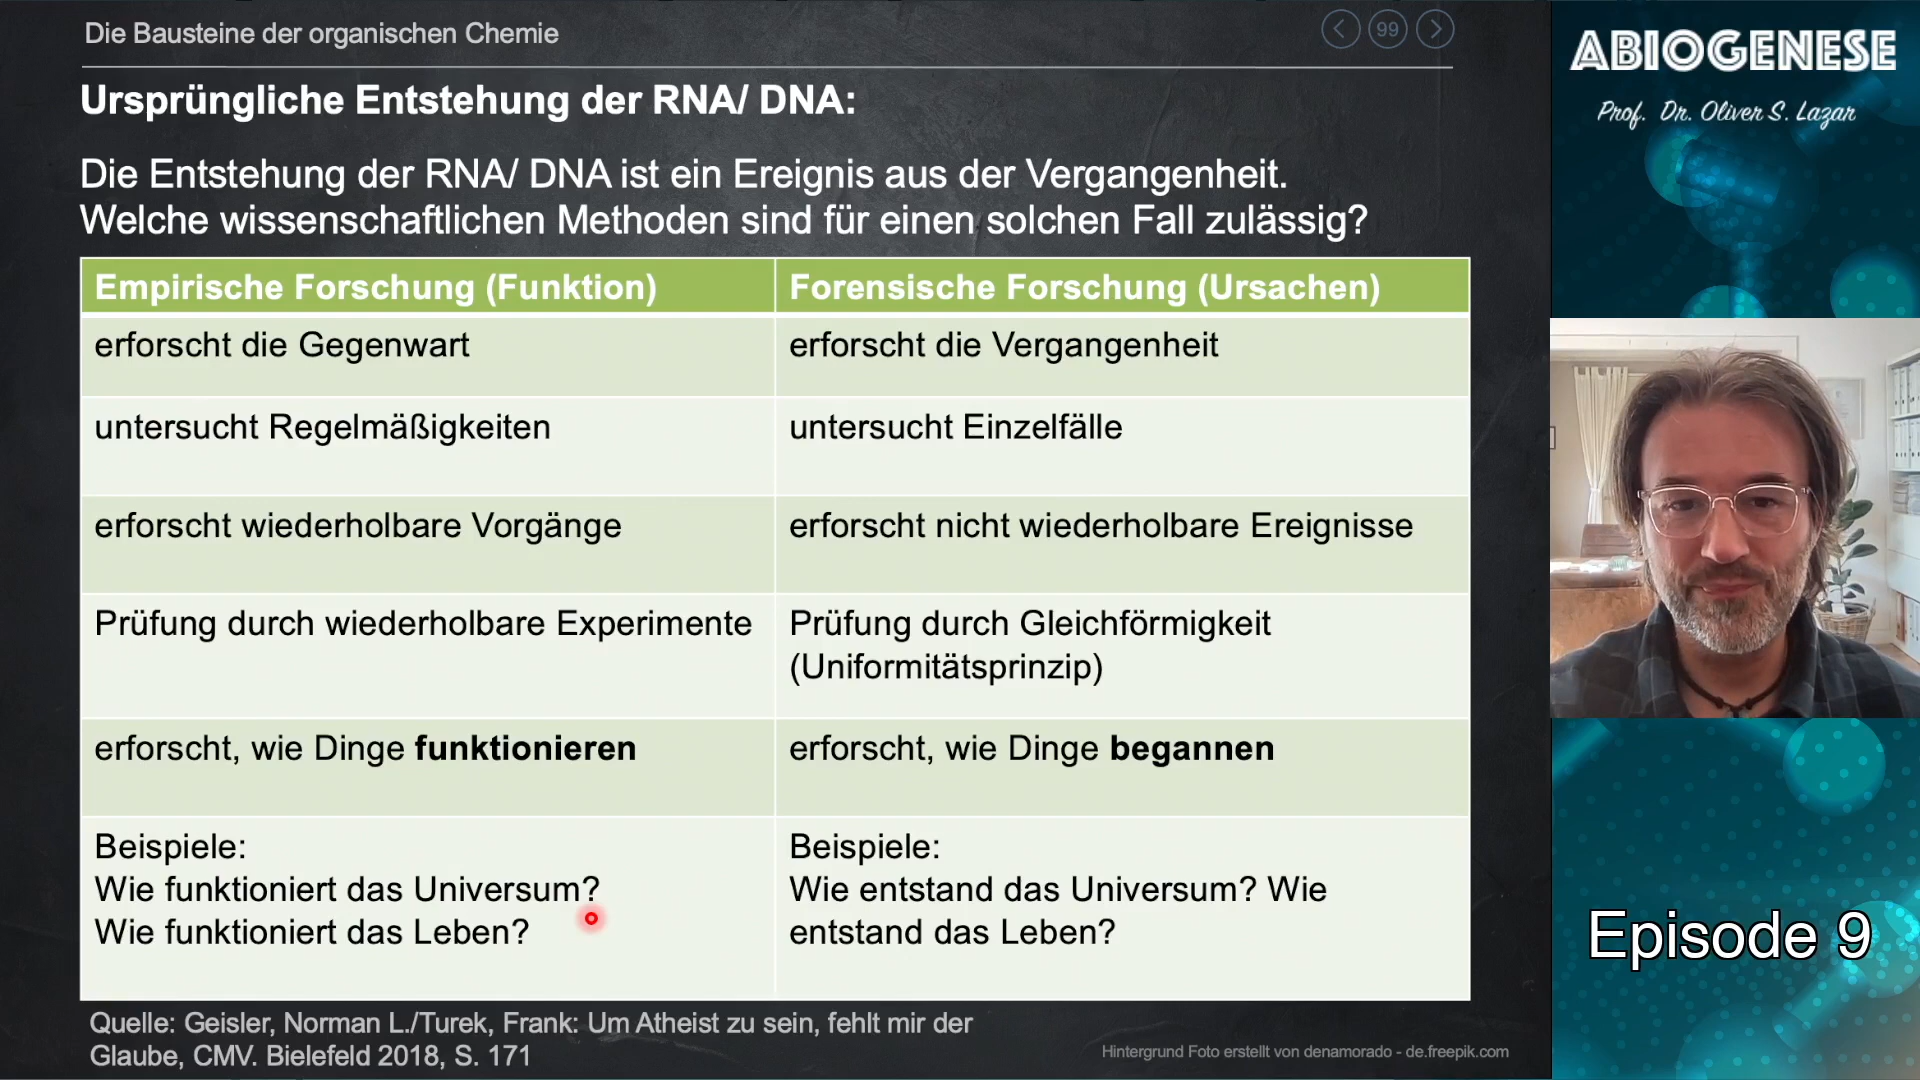 Die Bausteine der organischen Chemie
99
Ursprüngliche Entstehung der RNA/ DNA:
Die Entstehung der RNA/ DNA ist ein Ereignis aus der Vergangenheit.
Welche wissenschaftlichen Methoden sind für einen solchen Fall zulässig?
Empirische Forschung (Funktion)
Forensische Forschung (Ursachen)
erforscht die Gegenwart
erforscht die Vergangenheit
untersucht Regelmäßigkeiten
untersucht Einzelfälle
erforscht wiederholbare Vorgänge
erforscht nicht wiederholbare Ereignisse
Prüfung durch wiederholbare Experimente
Prüfung durch Gleichförmigkeit
(Uniformitätsprinzip)
erforscht, wie Dinge funktionieren
erforscht, wie Dinge begannen
Beispiele:
Wie funktioniert das Universum?
Wie funktioniert das Leben?
Beispiele:
Wie entstand das Universum? Wie
entstand das Leben?
Quelle: Geisler, Norman L./Turek, Frank: Um Atheist zu sein, fehlt mir der
Glaube, CMV. Bielefeld 2018, S. 171
Hintergrund Foto erstellt von denamorado - de.freepik.com
ABIOGENESE
Prof. Dr. Oliver S. Lazar
Episode 9